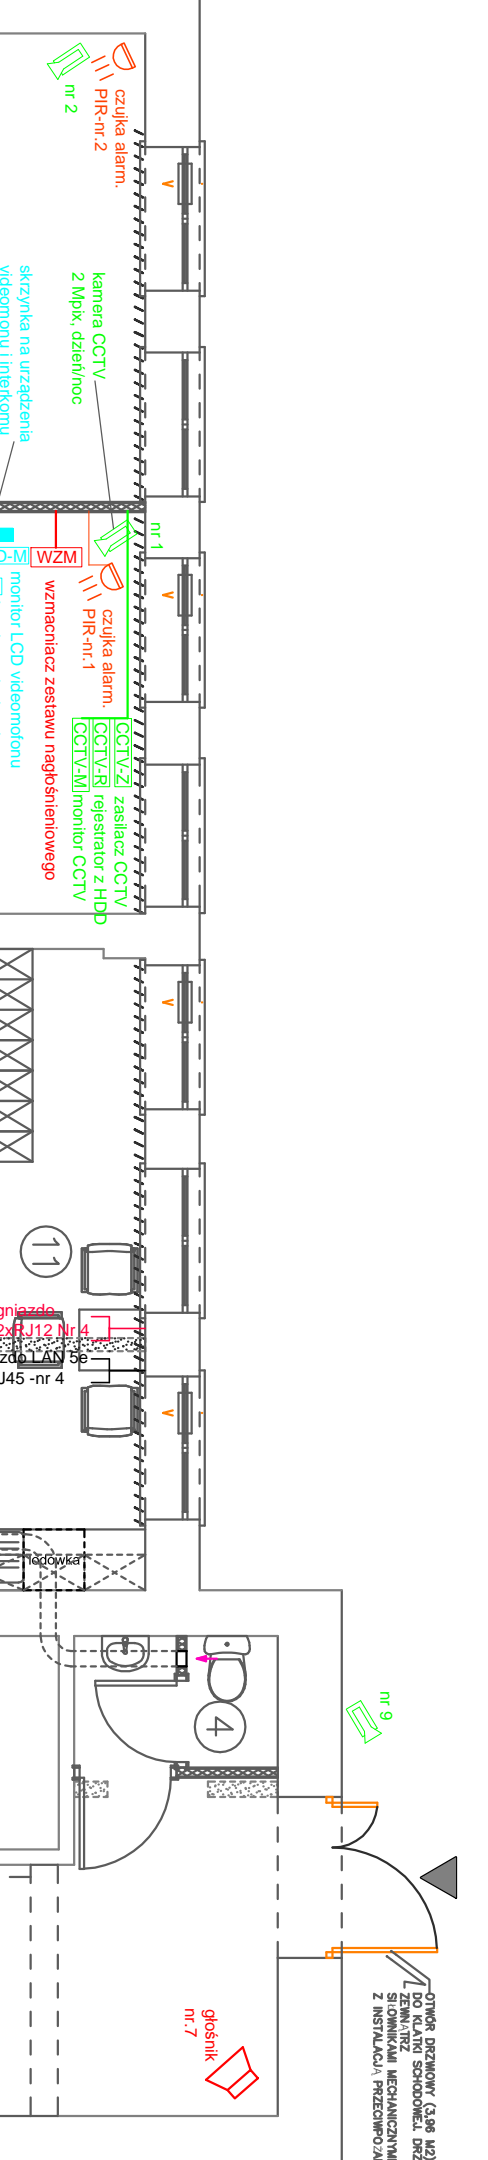 nr 2
czujka alarm.
PIR-nr.2
kamera CCTV
2 Mpix, dzień/noc
skrzynka na urządzenia
videomonu i interkomu
nr 1
WZM
wzmacniacz zestawu nagłośnieniowego
czujka alarm.
PIR-nr.1
D-M
monitor LCD videomofonu
CCTV-Z zasilacz CCTV
CCTV-R rejestrator z HDD
CCTV-M monitor CCTV
11
gniazdo
2xRJ12 Nr 4
zdo LAN 5e
J45 -nr 4
lodówka
4
nr 9
OTWÓR DRZWIOWY (3,96 M2)
DO KLATKI SCHODOWEJ. DRZ
ZEWNĄTRZ
SIŁOWNIKAMI MECHANICZNYMI
Z INSTALACJĄ PRZECIWPOŻA
głośnik
nr.7